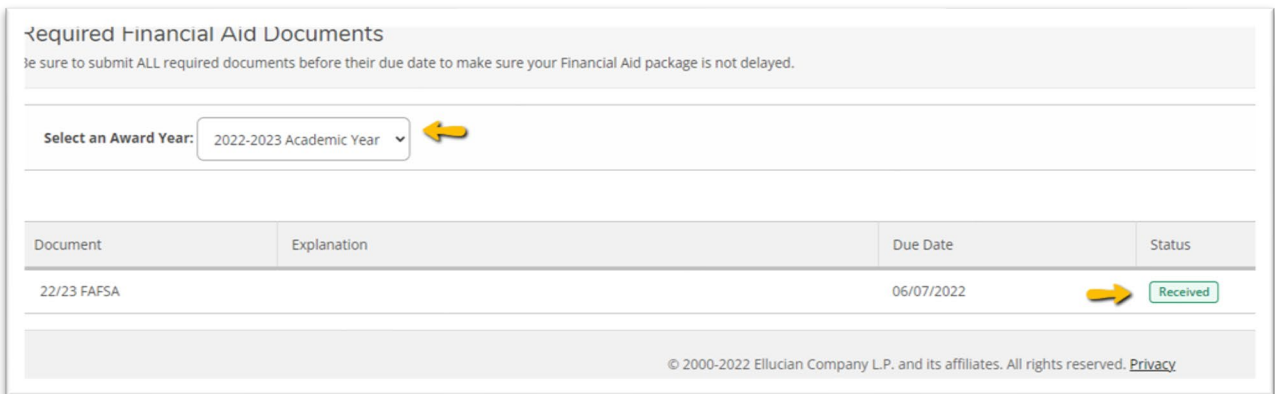 Required Financial Aid Documents
Be sure to submit ALL required documents before their due date to make sure your Financial Aid package is not delayed.
Select an Award Year: 2022-2023 Academic Year
Document Explanation Due Date Status
22/23 FAFSA 06/07/2022 Received
© 2000-2022 Ellucian Company L.P. and its affiliates. All rights reserved. Privacy